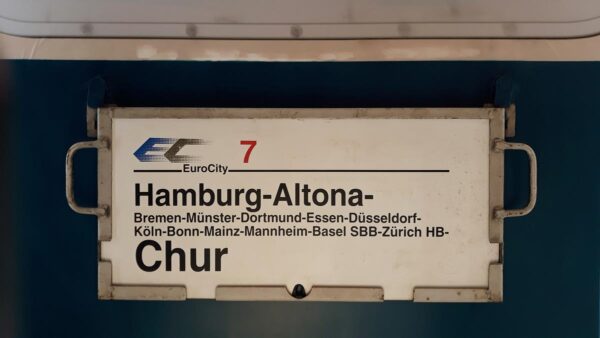 EC 7
EuroCity
Hamburg-Altona-
Bremen-Münster-Dortmund-Essen-Düsseldorf-
Köln-Bonn-Mainz-Mannheim-Basel SBB-Zürich HB-
Chur